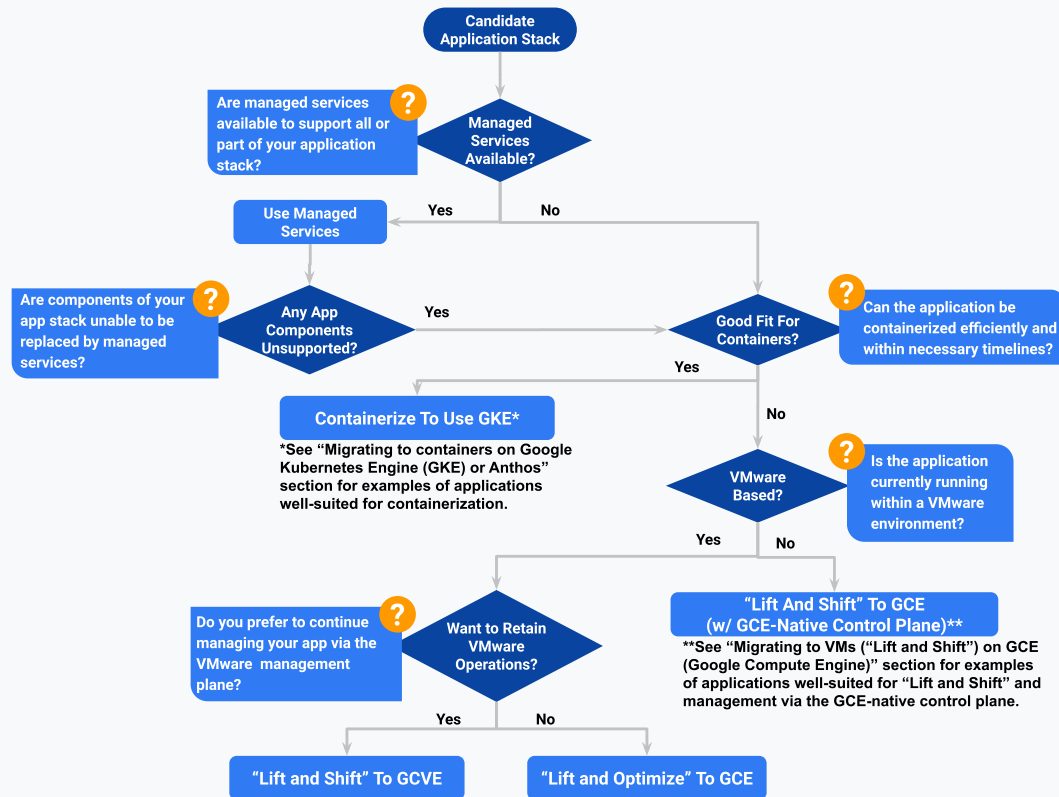 Candidate
Application Stack
?
Are managed services
available to support all or
part of your application
stack?
Managed
Services
Available?
Yes
No
Use Managed
Services
?
Are components of your
app stack unable to be
replaced by managed
services?
Any App
Components
Unsupported?
Yes
Good Fit For
Containers?
?
Can the application be
containerized efficiently and
within necessary timelines?
Yes
Containerize To Use GKE*
*See “Migrating to containers on Google
Kubernetes Engine (GKE) or Anthos”
section for examples of applications
well-suited for containerization.
No
VMware
Based?
?
Is the application
currently running
within a VMware
environment?
Yes
No
?
Do you prefer to continue
managing your app via the
VMware management
plane?
Want to Retain
VMware
Operations?
“Lift And Shift” To GCE
(w/ GCE-Native Control Plane)**
**See “Migrating to VMs (“Lift and Shift”) on GCE
(Google Compute Engine)” section for examples
of applications well-suited for “Lift and Shift” and
management via the GCE-native control plane.
Yes
No
“Lift and Shift” To GCVE
“Lift and Optimize” To GCE